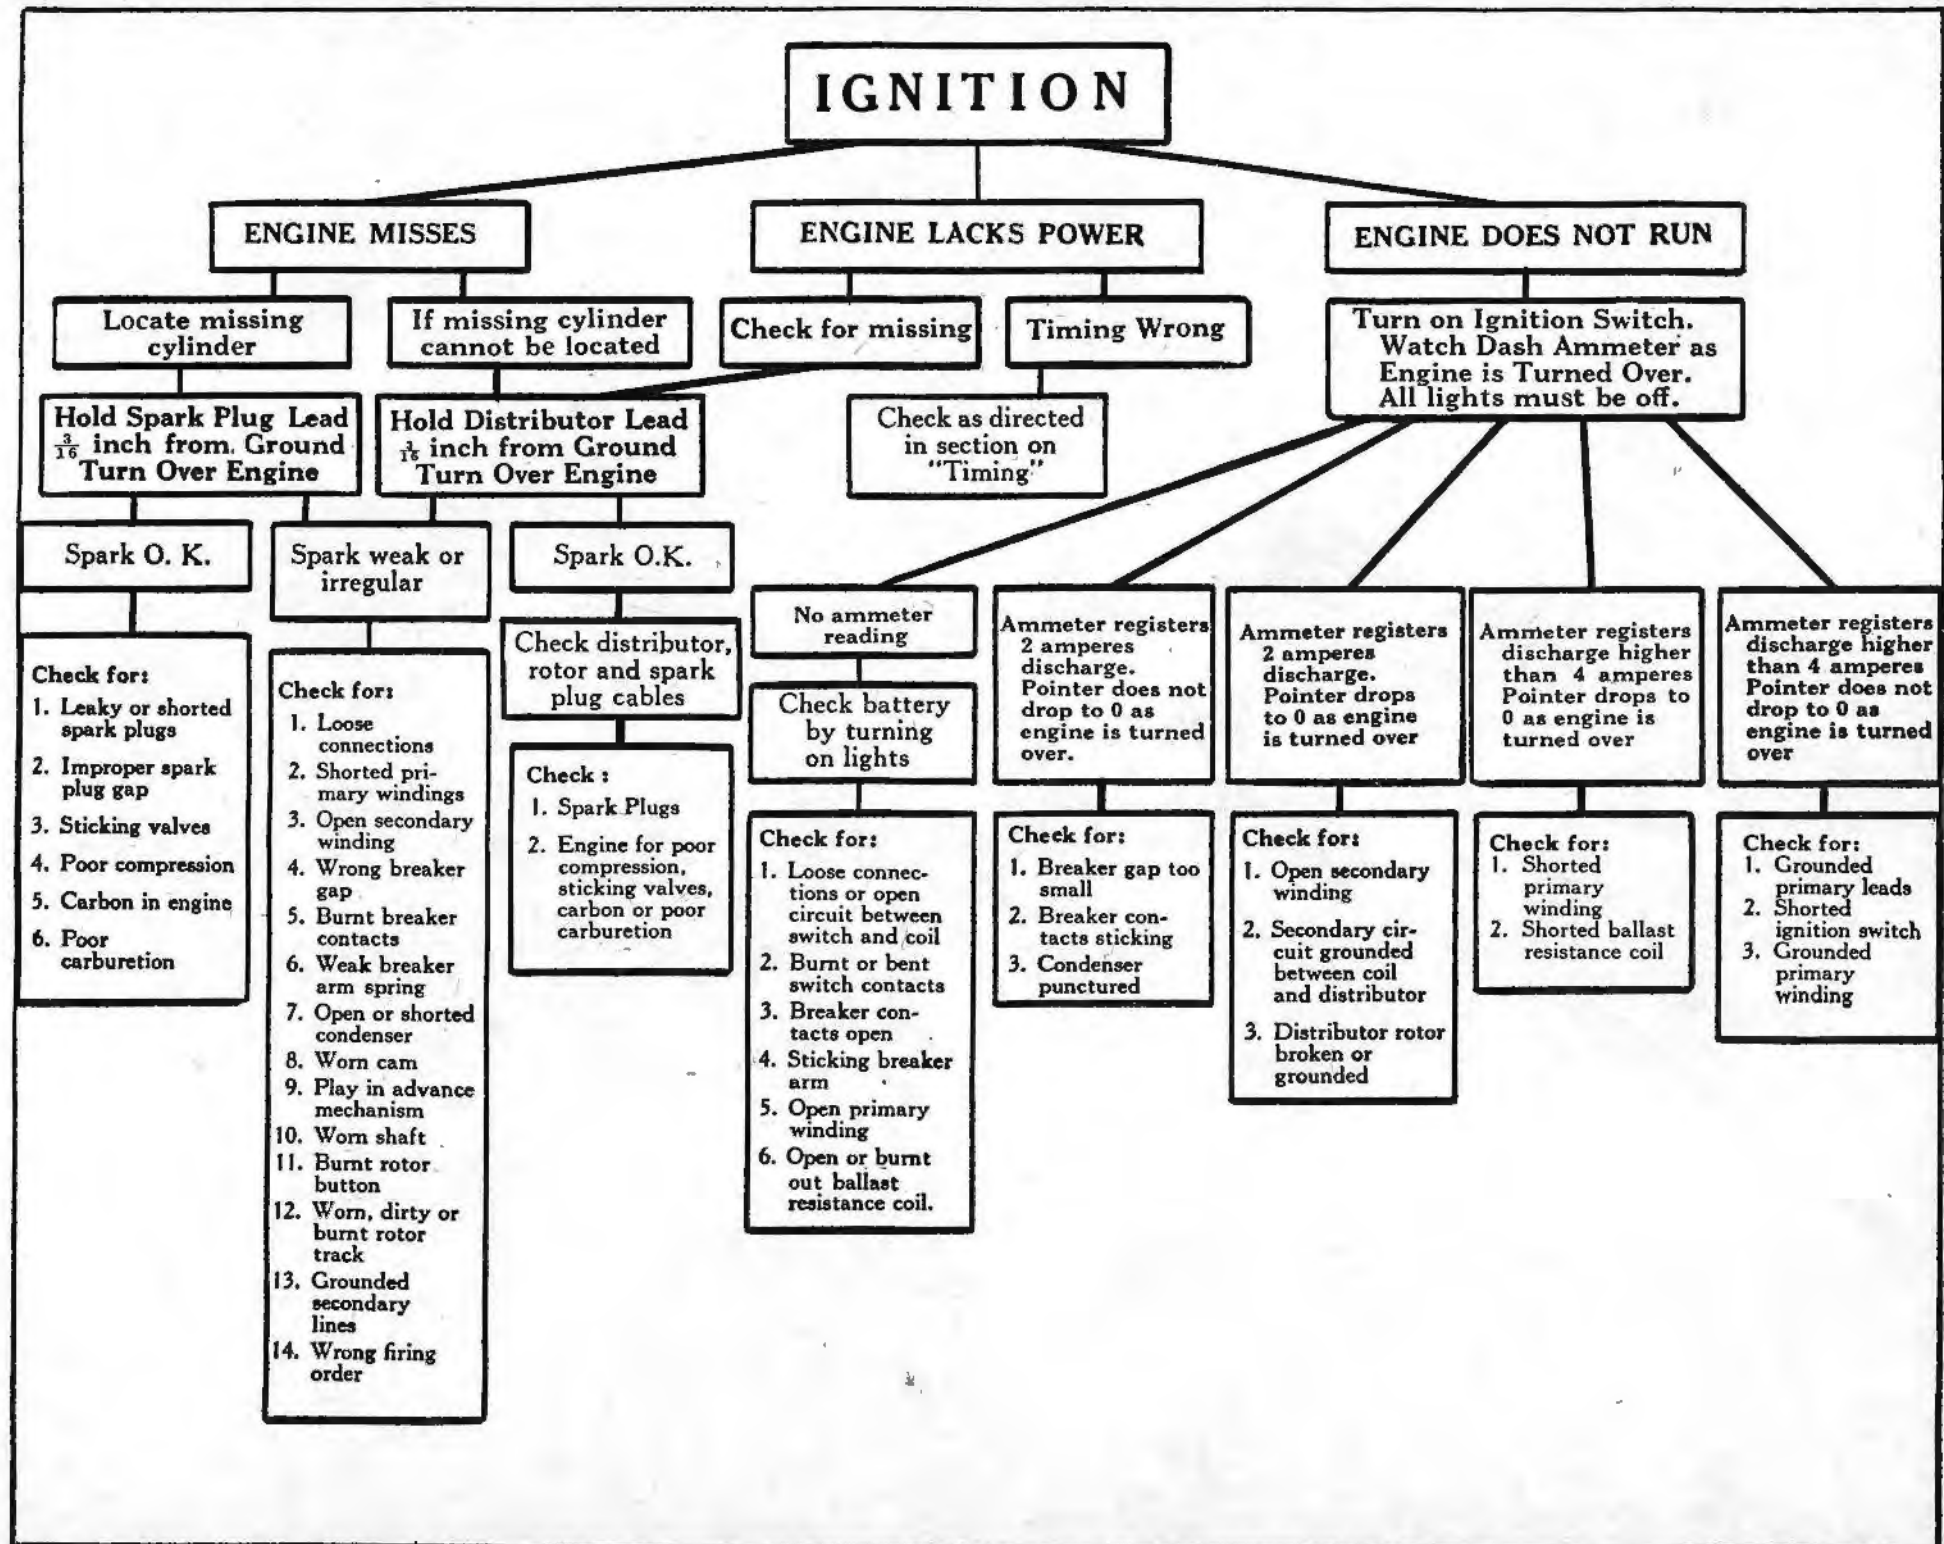 IGNITION
ENGINE MISSES
ENGINE LACKS POWER
ENGINE DOES NOT RUN
Locate missing
cylinder
If missing cylinder
cannot be located
Check for missing
Timing Wrong
Turn on Ignition Switch.
Watch Dash Ammeter as
Engine is Turned Over.
All lights must be off.
Hold Spark Plug Lead
3/16 inch from. Ground
Turn Over Engine
Hold Distributor Lead
3/16 inch from Ground
Turn Over Engine
Check as directed
in section on
"Timing"
Spark O. K.
Spark weak or
irregular
Spark O.K.
Check for:
1. Leaky or shorted
spark plugs
2. Improper spark
plug gap
3. Sticking valves
4. Poor compression
5. Carbon in engine
6. Poor
carburetion
Check for:
1. Loose
connections
2. Shorted pri-
mary windings
3. Open secondary
winding
4. Wrong breaker
gap
5. Burnt breaker
contacts
6. Weak breaker
arm spring
7. Open or shorted
condenser
8. Worn cam
9. Play in advance
mechanism
10. Worn shaft
11. Burnt rotor
button
12. Worn, dirty or
burnt rotor
track
13. Grounded
secondary
lines
14. Wrong firing
order
Check distributor,
rotor and spark
plug cables
Check :
1. Spark Plugs
2. Engine for poor
compression,
sticking valves,
carbon or poor
carburetion
No ammeter
reading
Check battery
by turning
on lights
Check for:
1. Loose connec-
tions or open
circuit between
switch and coil
2. Burnt or bent
switch contacts
3. Breaker con-
tacts open
4. Sticking breaker
arm
5. Open primary
winding
6. Open or burnt
out ballast
resistance coil.
Ammeter registers
2 amperes
discharge.
Pointer does not
drop to 0 as
engine is turned
over.
Check for:
1. Breaker gap too
small
2. Breaker con-
tacts sticking
3. Condenser
punctured
Ammeter registers
2 amperes
discharge.
Pointer drops
to 0 as engine
is turned over
Check for:
1. Open secondary
winding
2. Secondary cir-
cuit grounded
between coil
and distributor
3. Distributor rotor
broken or
grounded
Ammeter registers
discharge higher
than 4 amperes
Pointer drops to
0 as engine is
turned over
Check for:
1. Shorted
primary
winding
2. Shorted ballast
resistance coil
Ammeter registers
discharge higher
than 4 amperes
Pointer does not
drop to 0 as
engine is turned
over
Check for:
1. Grounded
primary leads
2. Shorted
ignition switch
3. Grounded
primary
winding